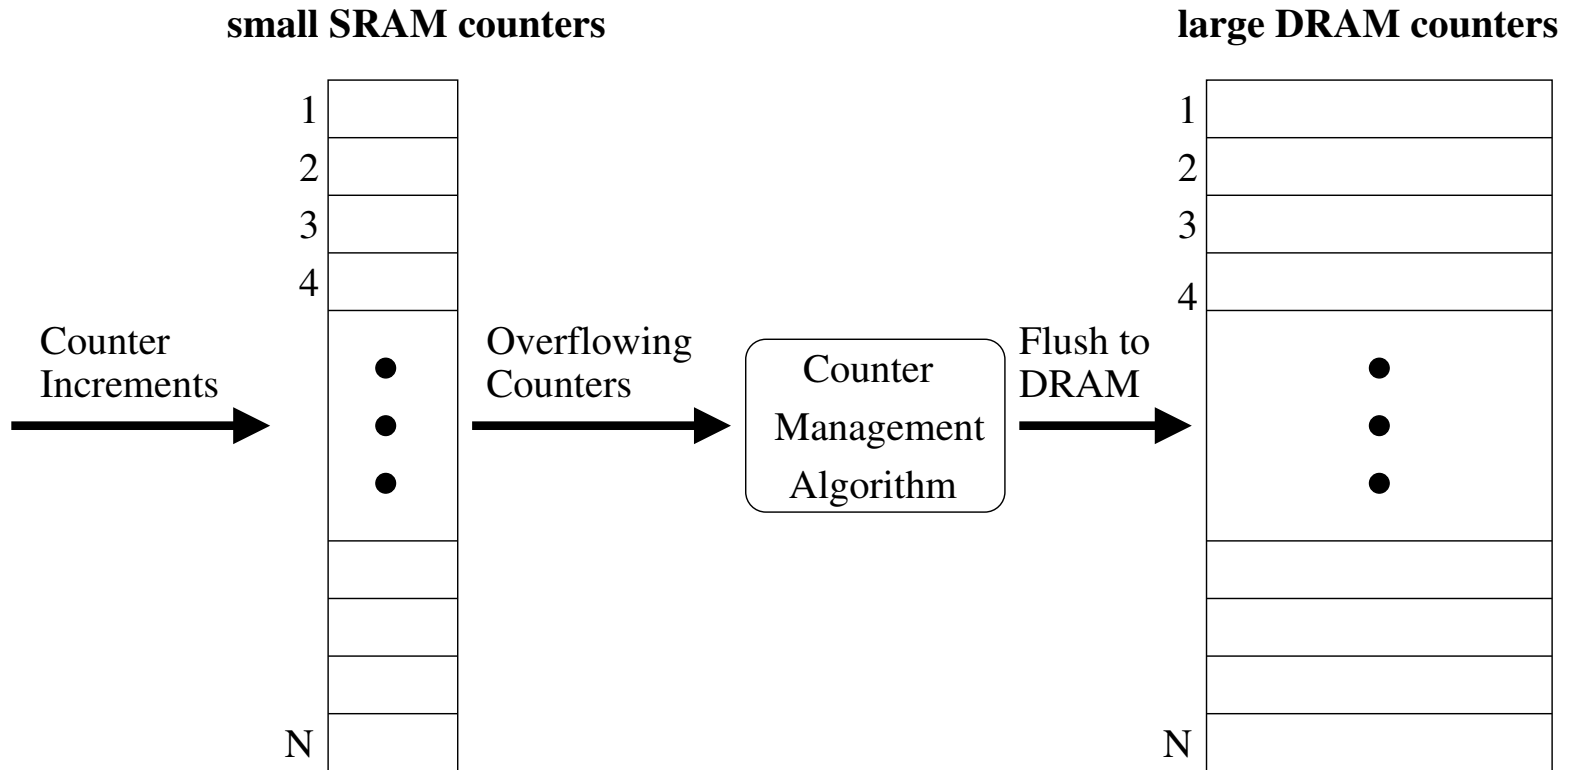 small SRAM counters
large DRAM counters
1
2
3
4
N
Counter
Increments
Overflowing
Counters
Counter
Management
Algorithm
Flush to
DRAM
1
2
3
4
N